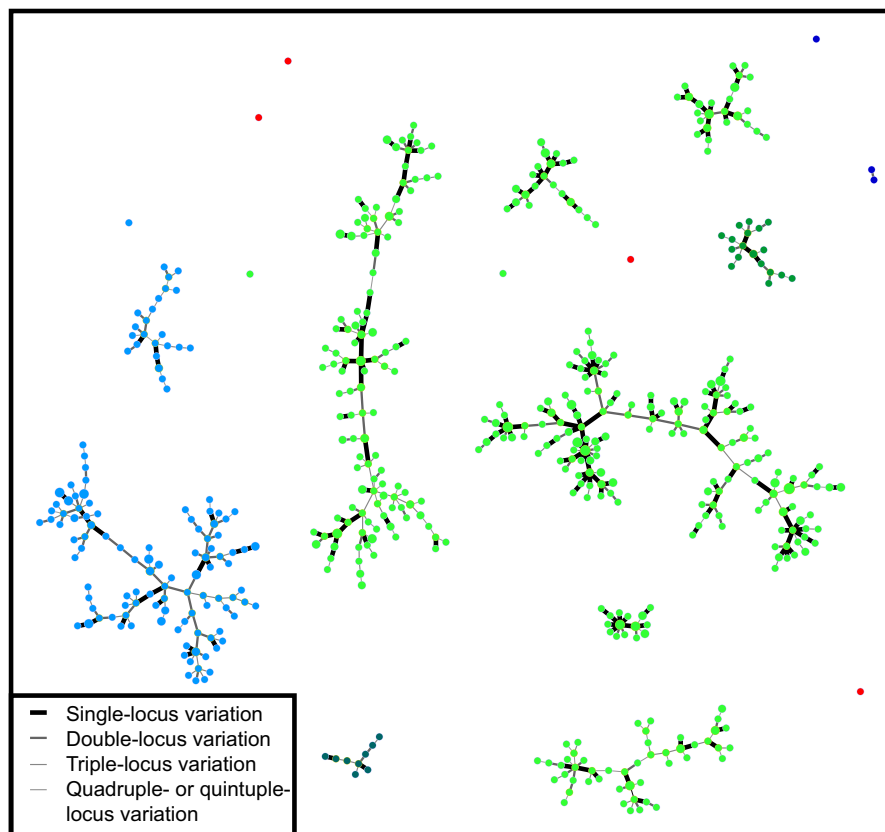 Single-locus variation
Double-locus variation
Triple-locus variation
Quadruple- or quintuple-
locus variation